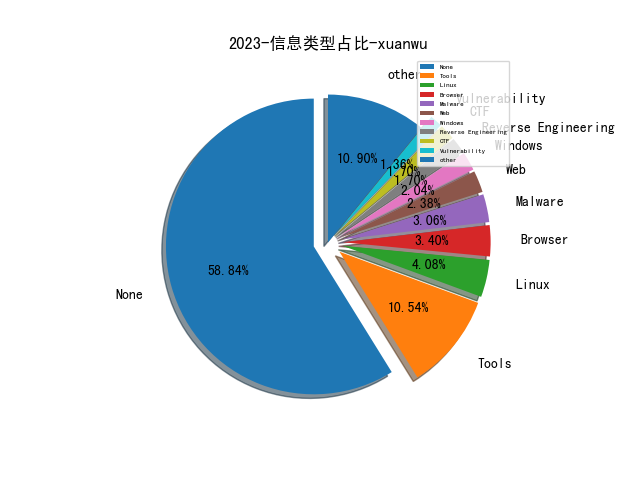 2023-信息类型占比-xuanwu
None
Tools
Linux
Browser
Malware
Web
Windows
Reverse Engineering
CTF
Vulnerability
other
other
Vulnerability
CTF
Reverse Engineering
Windows
Web
Malware
Browser
Linux
Tools
None
10.90%
1.36%
1.70%
1.70%
2.04%
2.38%
3.06%
3.40%
4.08%
10.54%
58.84%